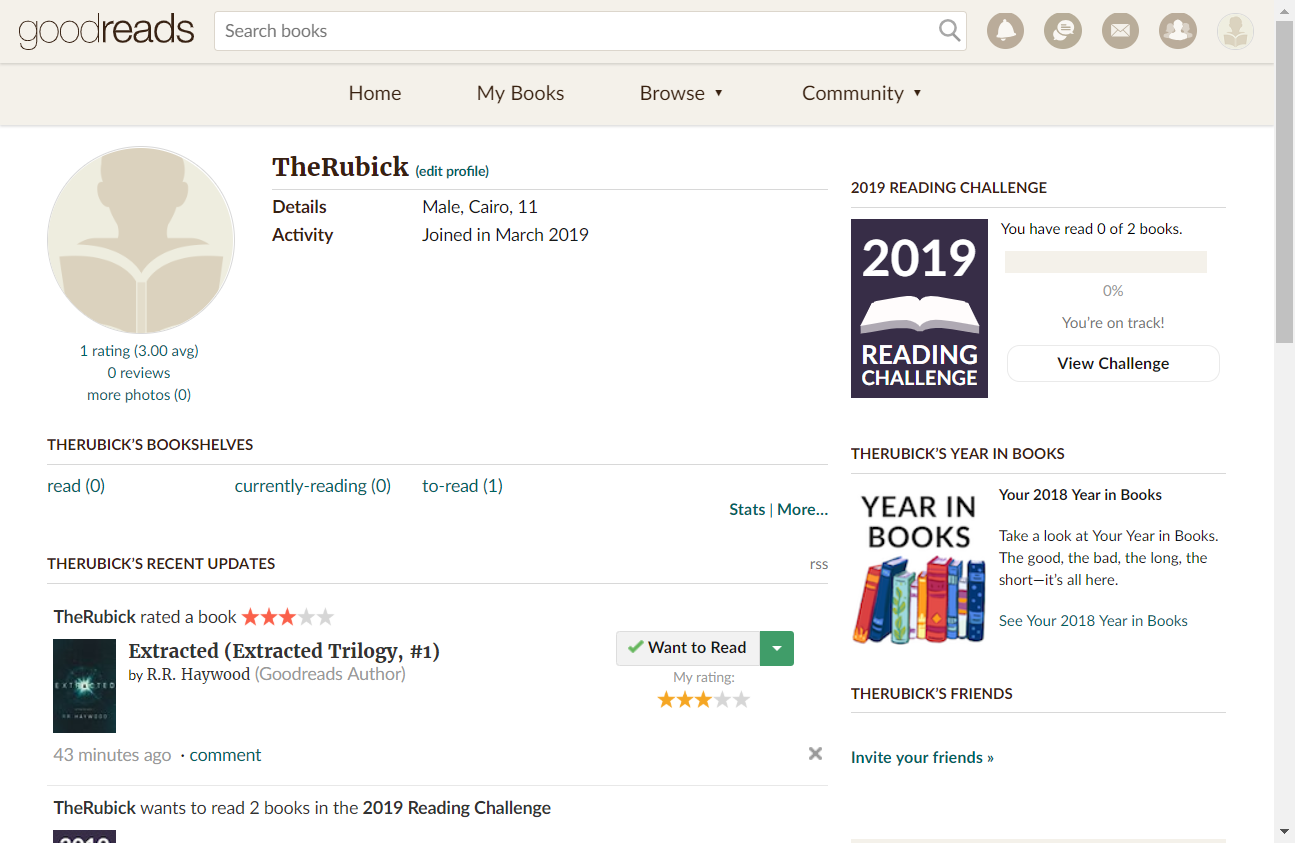 goodreads
Search books
Home
My Books
Browse ▼
Community ▼
TheRubick (edit profile)
Details Male, Cairo, 11
Activity Joined in March 2019
1 rating (3.00 avg)
0 reviews
more photos (0)
THERUBICK'S BOOKSHELVES
read (0)
currently-reading (0)
to-read (1)
Stats | More...
THERUBICK'S RECENT UPDATES
rss
TheRubick rated a book
EXTRACTED
RR HAYWOOD
Extracted (Extracted Trilogy, #1)
by R.R. Haywood (Goodreads Author)
Want to Read
My rating:
43 minutes ago · comment
TheRubick wants to read 2 books in the 2019 Reading Challenge
2019
2019 READING CHALLENGE
2019
READING
CHALLENGE
You have read 0 of 2 books.
0%
You're on track!
View Challenge
THERUBICK'S YEAR IN BOOKS
YEAR IN
BOOKS
Your 2018 Year in Books
Take a look at Your Year in Books.
The good, the bad, the long, the
short—it's all here.
See Your 2018 Year in Books
THERUBICK'S FRIENDS
Invite your friends »